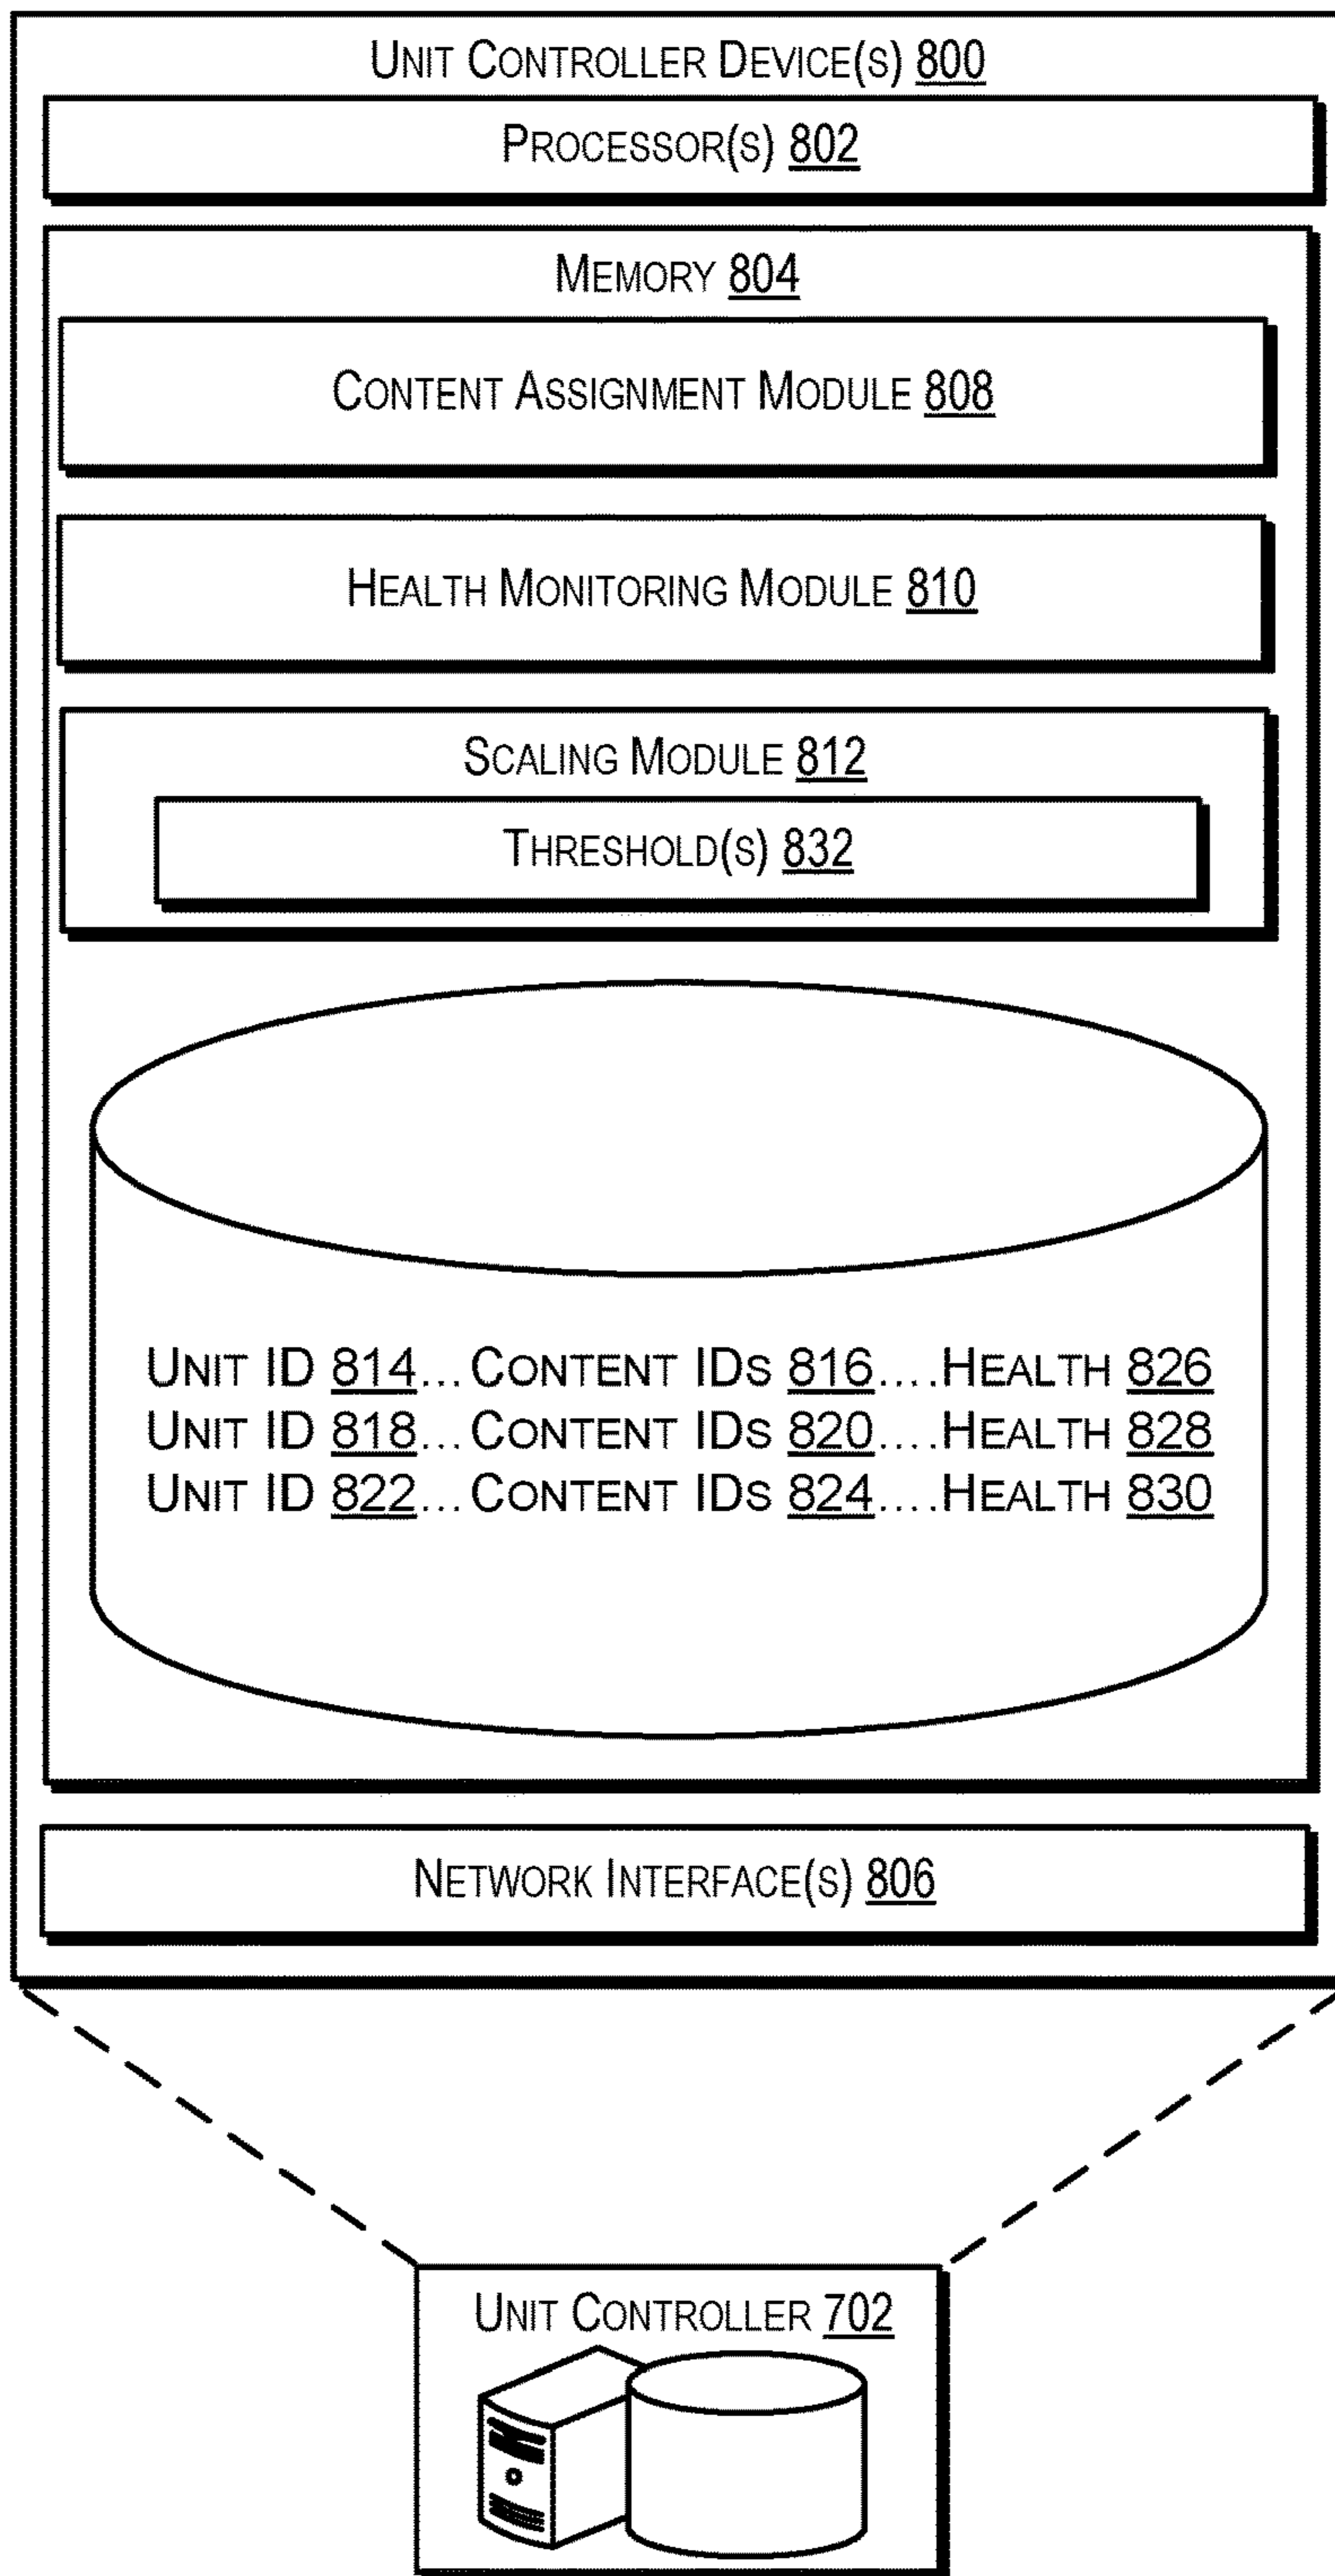 UNIT CONTROLLER DEVICE(S) 800
PROCESSOR(S) 802
MEMORY 804
CONTENT ASSIGNMENT MODULE 808
HEALTH MONITORING MODULE 810
SCALING MODULE 812
THRESHOLD(S) 832
UNIT ID 814... CONTENT IDS 816....HEALTH 826
UNIT ID 818... CONTENT IDS 820....HEALTH 828
UNIT ID 822... CONTENT IDS 824....HEALTH 830
NETWORK INTERFACE(S) 806
UNIT CONTROLLER 702